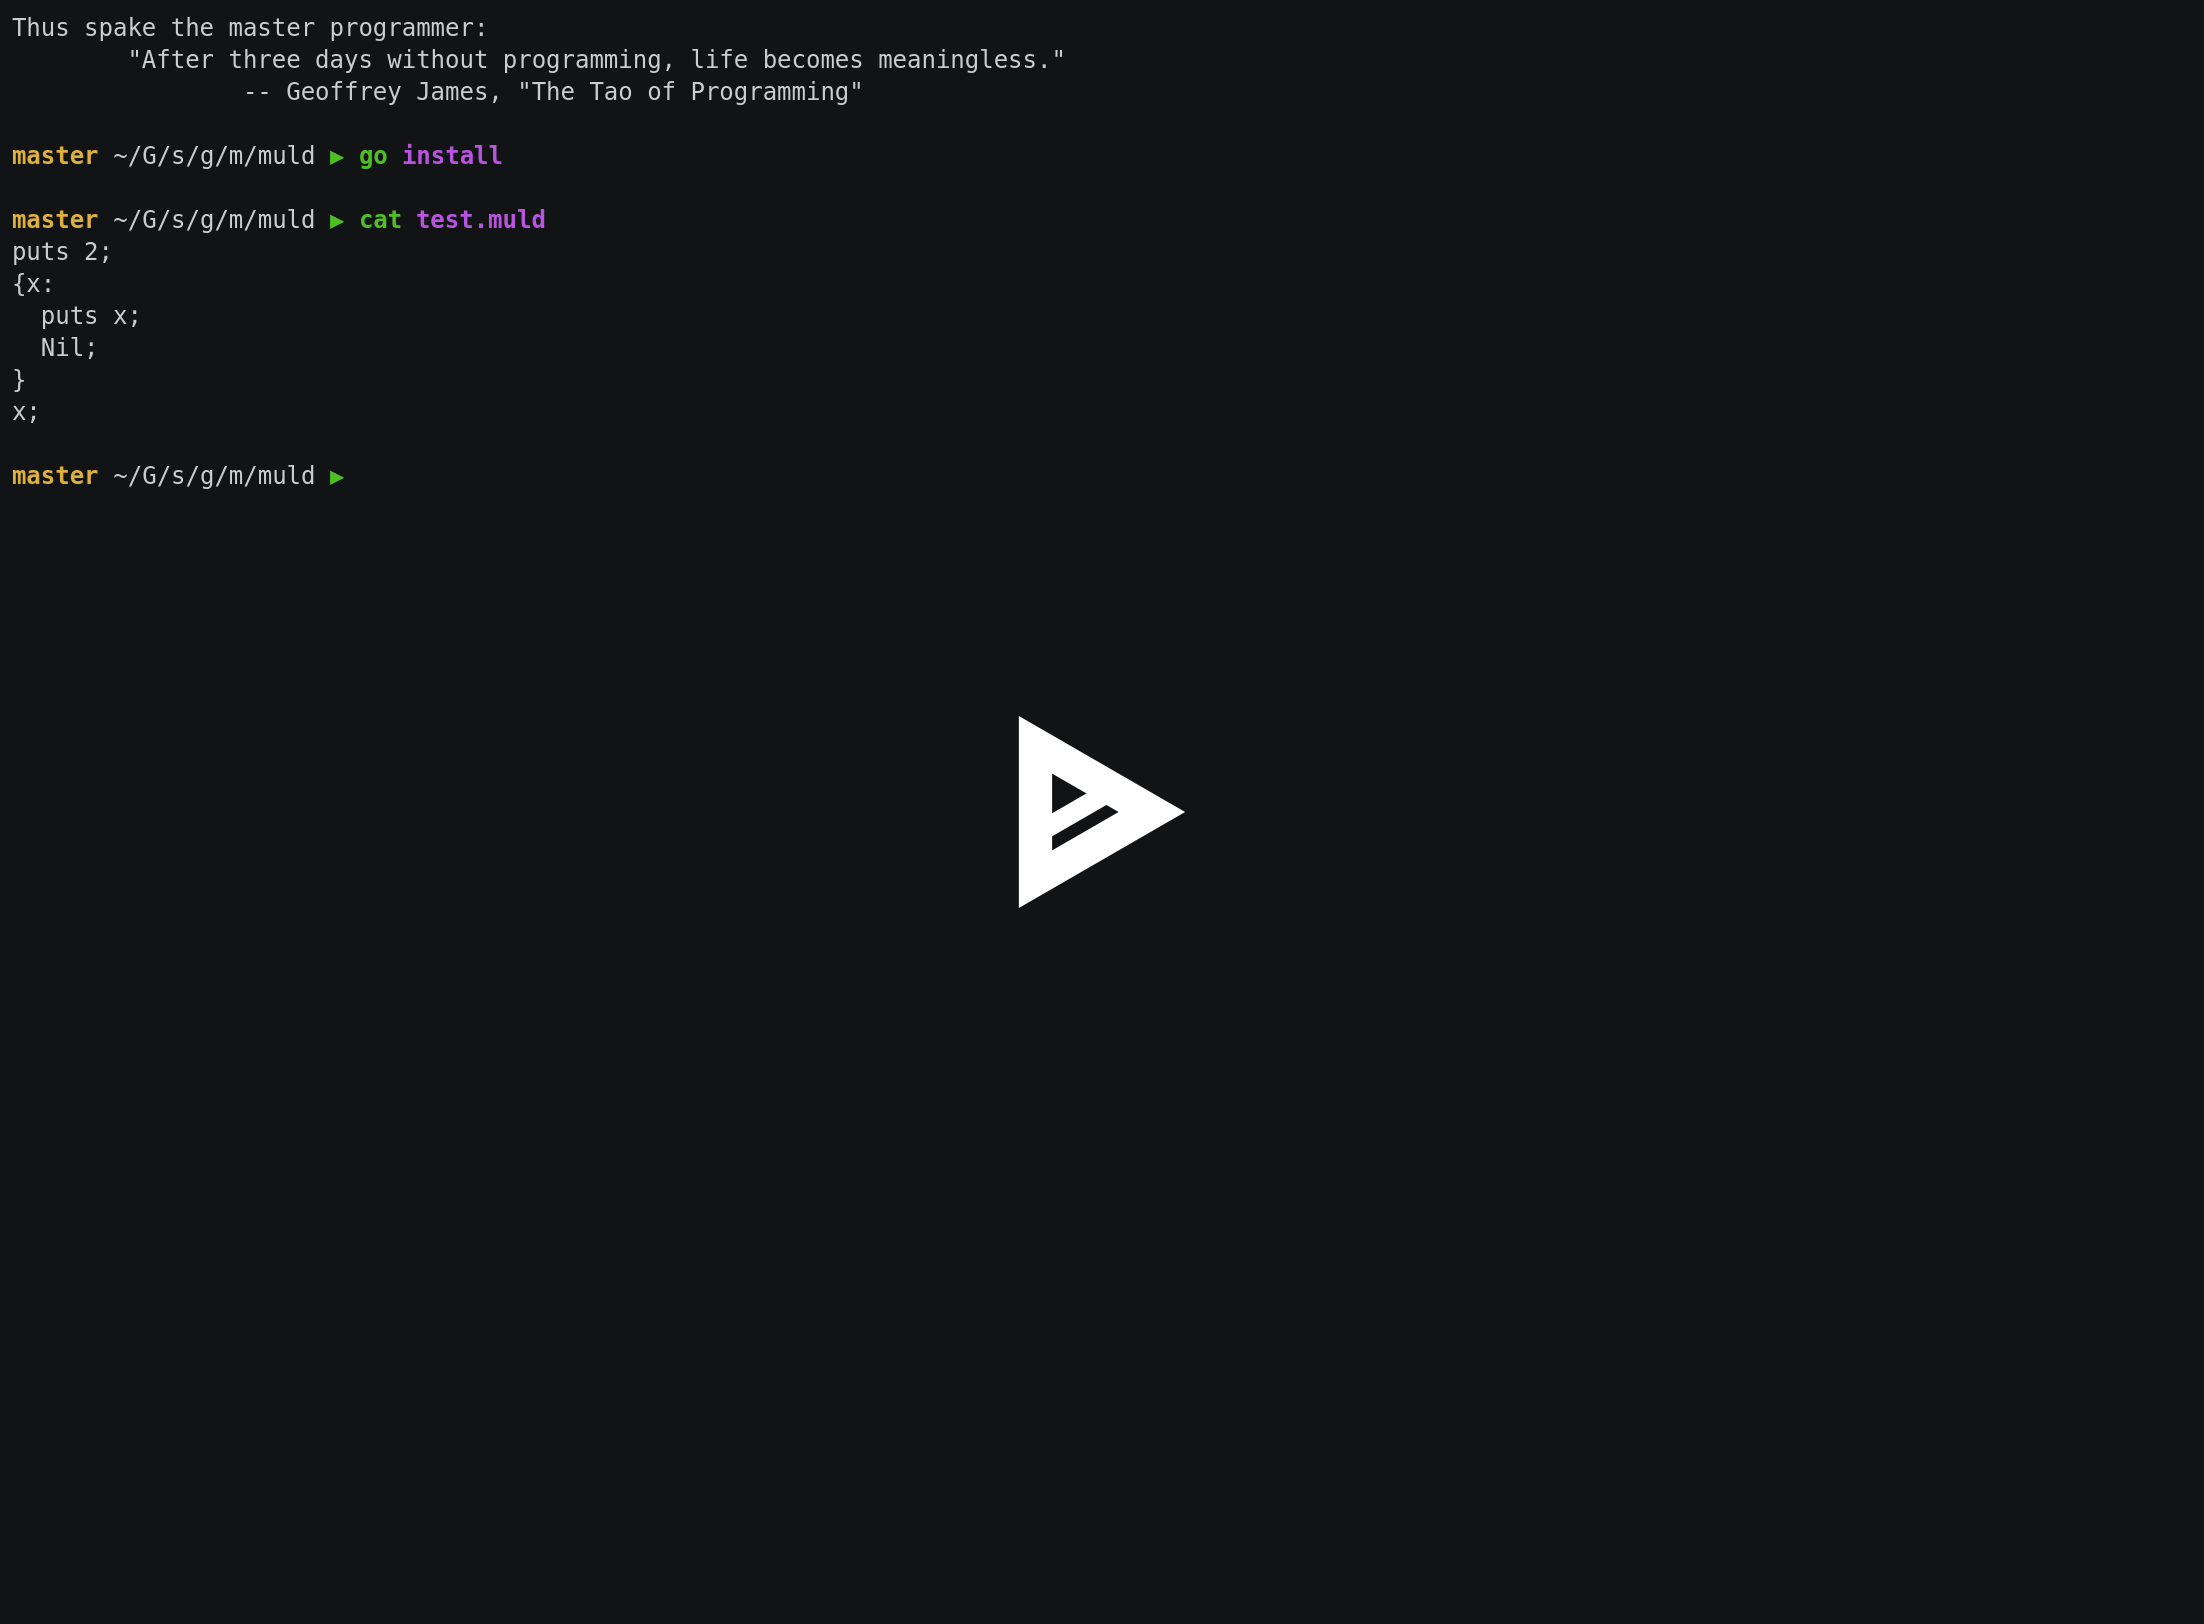 Thus spake the master programmer:
        "After three days without programming, life becomes meaningless."
                -- Geoffrey James, "The Tao of Programming"

master ~/G/s/g/m/muld ▶ go install

master ~/G/s/g/m/muld ▶ cat test.muld
puts 2;
{x:
  puts x;
  Nil;
}
x;

master ~/G/s/g/m/muld ▶